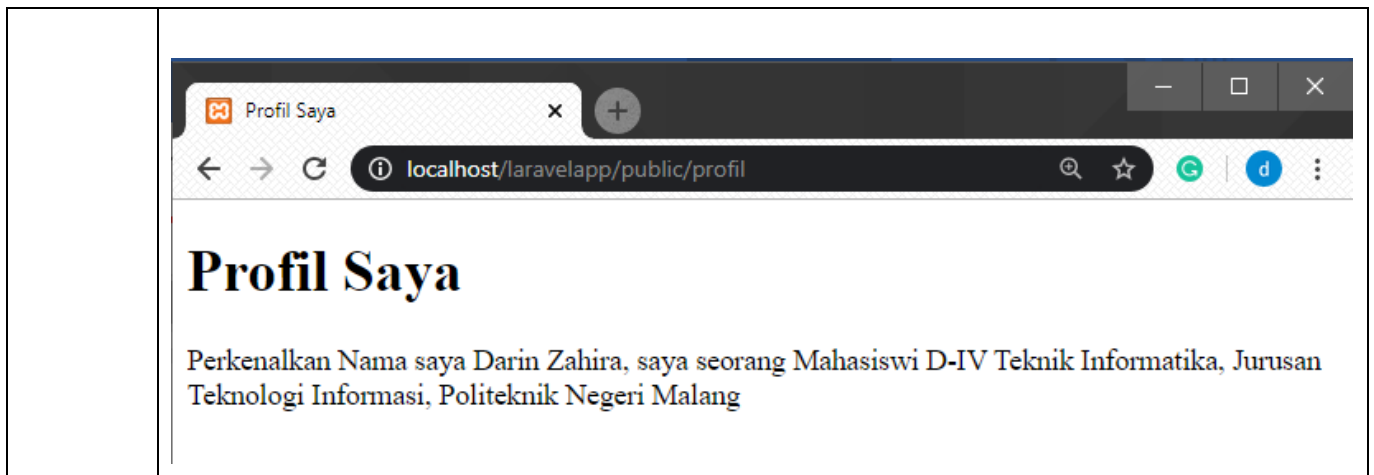 Profil Saya
localhost/laravelapp/public/profil
d
Profil Saya
Perkenalkan Nama saya Darin Zahira, saya seorang Mahasiswi D-IV Teknik Informatika, Jurusan
Teknologi Informasi, Politeknik Negeri Malang